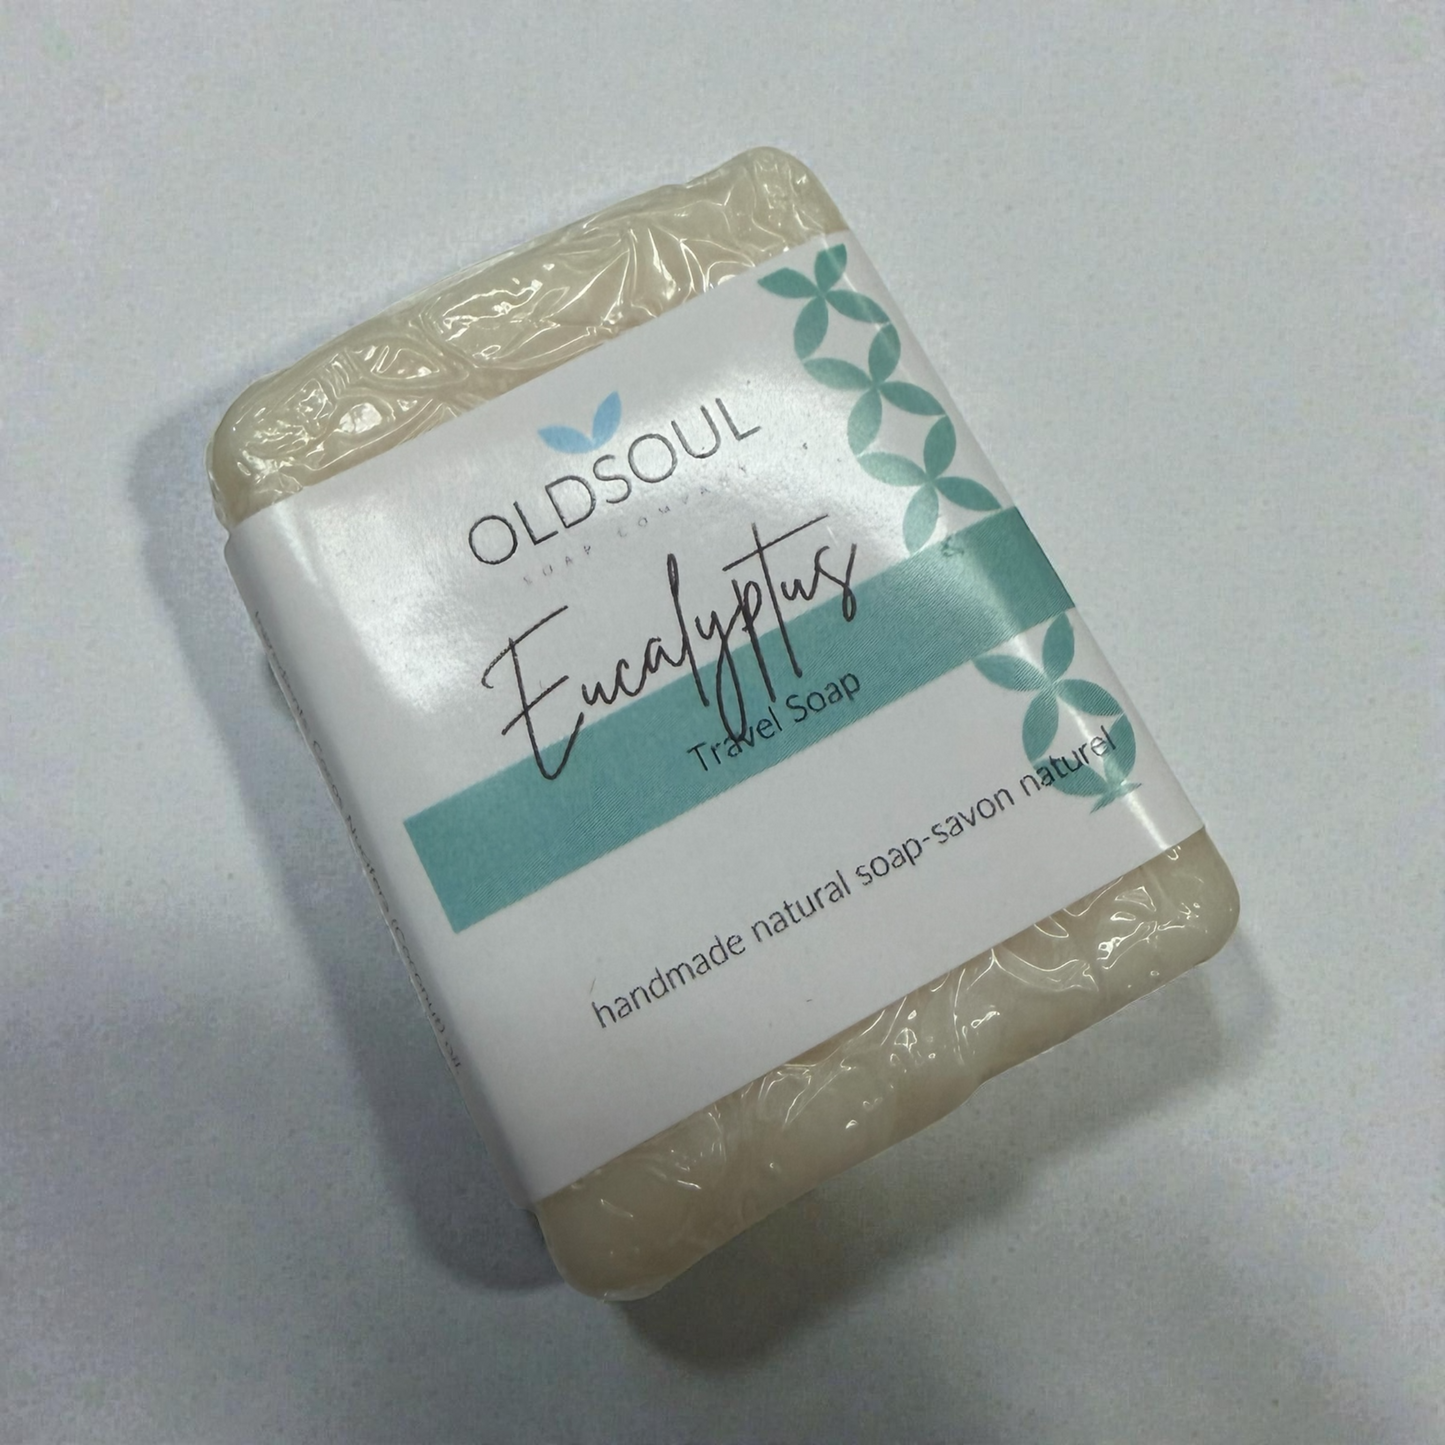 OLDSOUL
SOAP COMPANY
Eucalyptus
Travel Soap
handmade natural soap-savon naturel